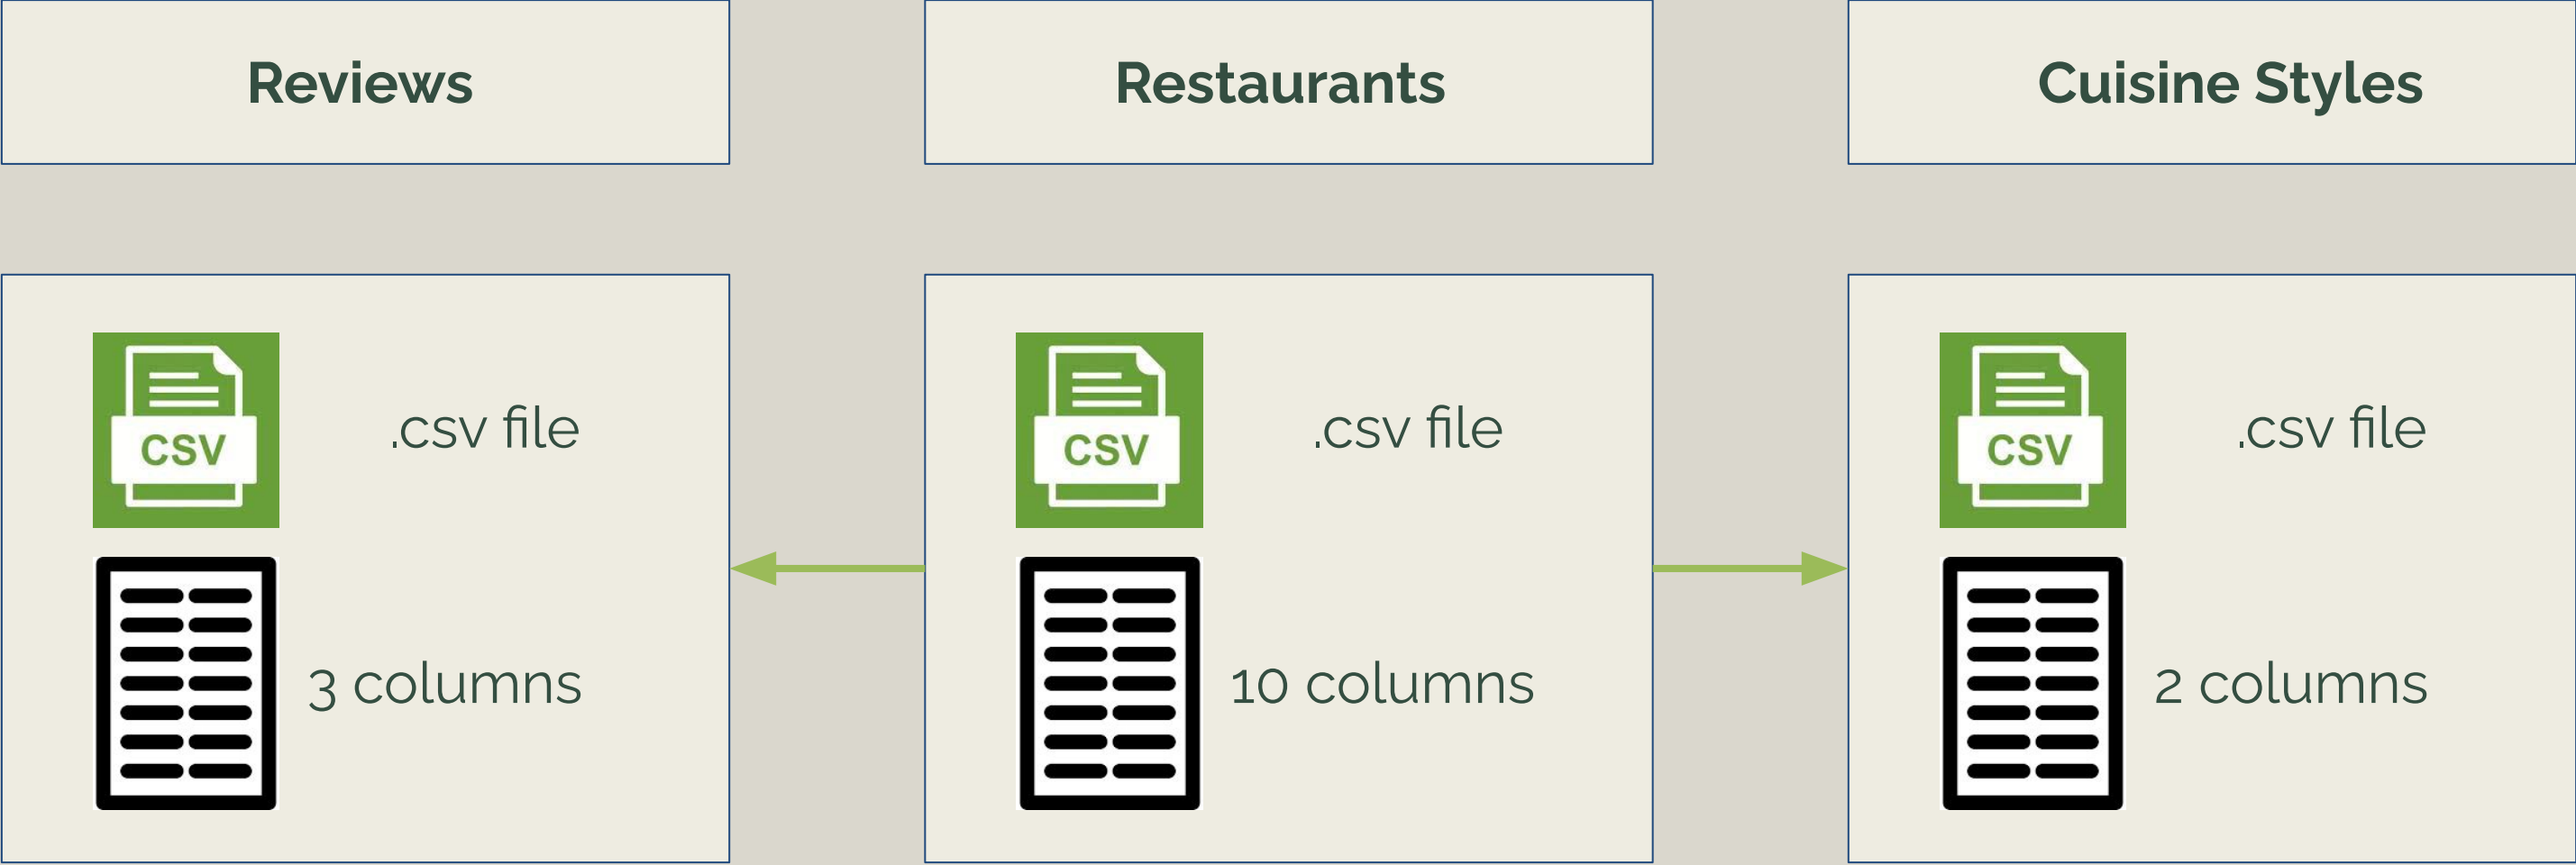 Reviews
Restaurants
Cuisine Styles
CSV
.csv file
3 columns
CSV
.csv file
10 columns
CSV
.csv file
2 columns